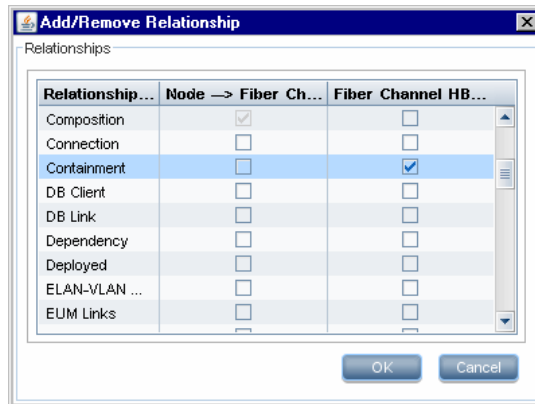 Add/Remove Relationship
Relationships
Relationship... Node —> Fiber Ch... Fiber Channel HB...
Composition
Connection
Containment
DB Client
DB Link
Dependency
Deployed
ELAN-VLAN ...
EUM Links
OK Cancel